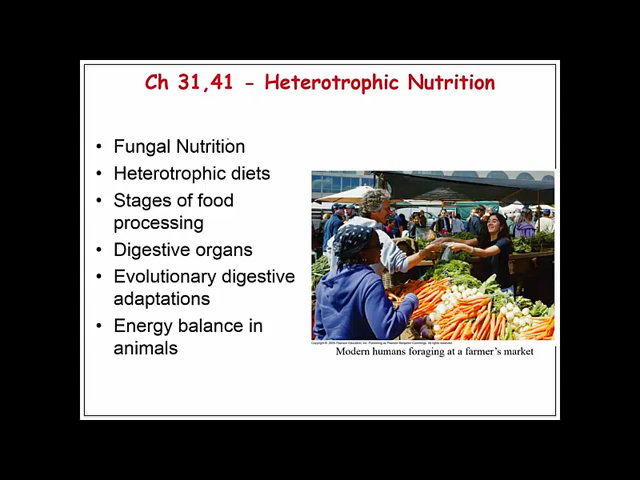 Ch 31,41 - Heterotrophic Nutrition
• Fungal Nutrition
• Heterotrophic diets
• Stages of food
processing
• Digestive organs
• Evolutionary digestive
adaptations
• Energy balance in
animals
Modern humans foraging at a farmer's market